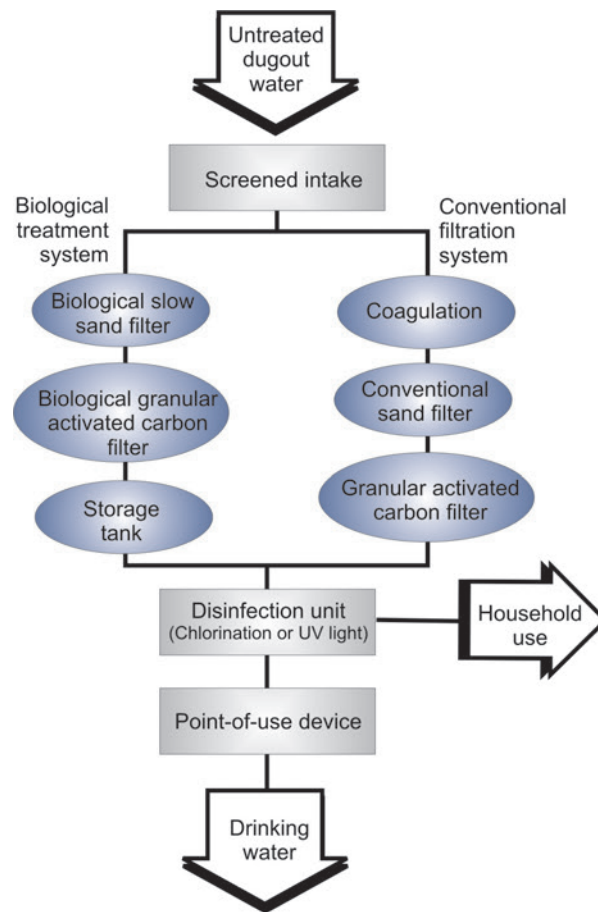 Untreated
dugout
water
Screened intake
Biological
treatment
system
Conventional
filtration
system
Biological slow
sand filter
Coagulation
Biological granular
activated carbon
filter
Conventional
sand filter
Storage
tank
Granular activated
carbon filter
Disinfection unit
(Chlorination or UV light)
Household
use
Point-of-use device
Drinking
water